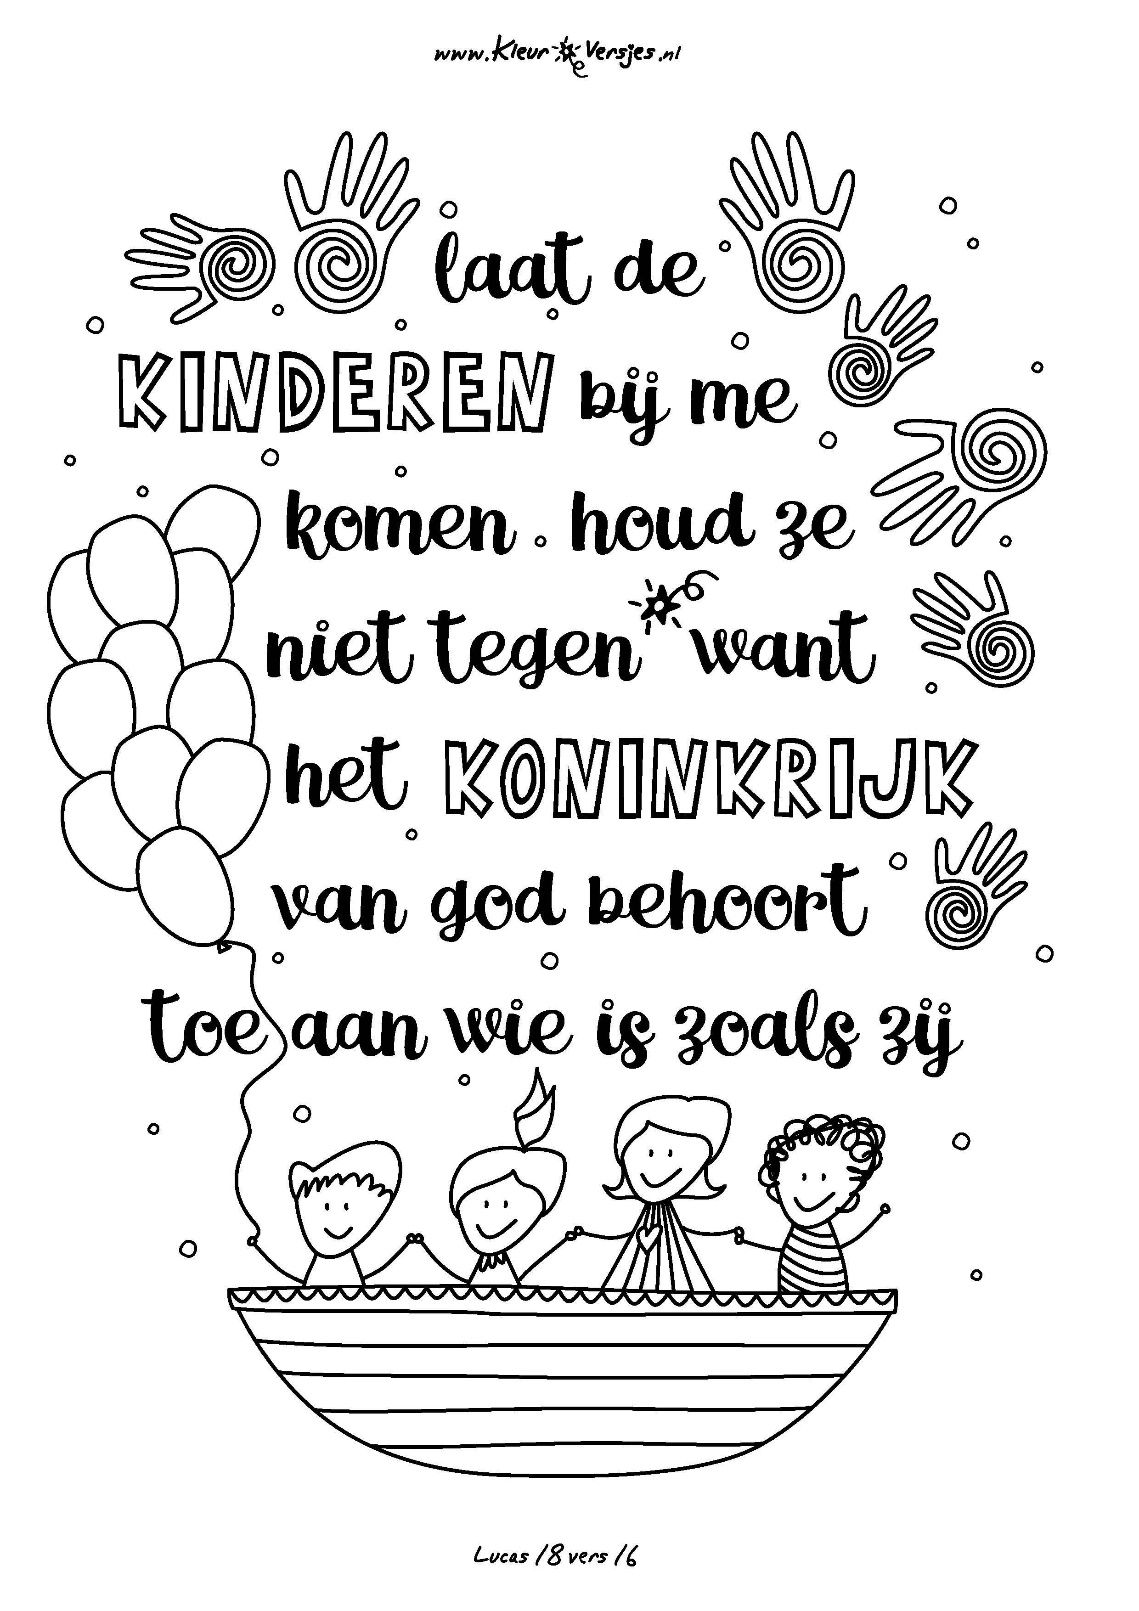 www.Kleur Versjes.nl
laat de
KINDEREN bij me
komen. houd ze
niet tegen want
het KONINKRIJK
van god behoort
toe aan wie is zoals zij
Lucas 18 vers 16